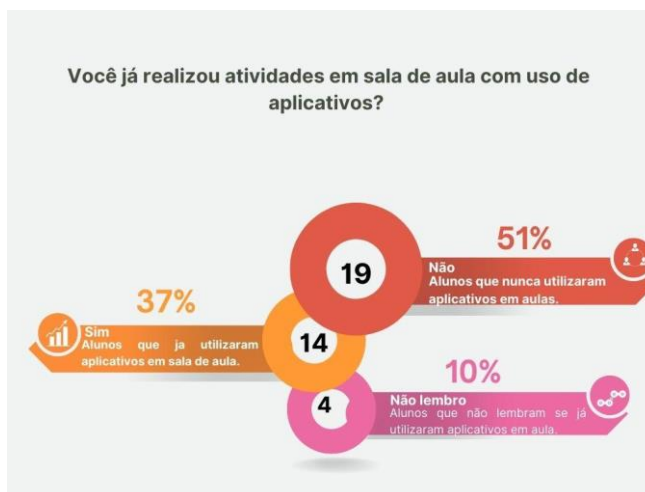 Você já realizou atividades em sala de aula com uso de
aplicativos?
51%
19
Não
Alunos que nunca utilizaram
aplicativos em aulas.
37%
Sim
Alunos que ja utilizaram
aplicativos em sala de aula.
14
10%
4
Não lembro
Alunos que não lembram se já
utilizaram aplicativos em aula.